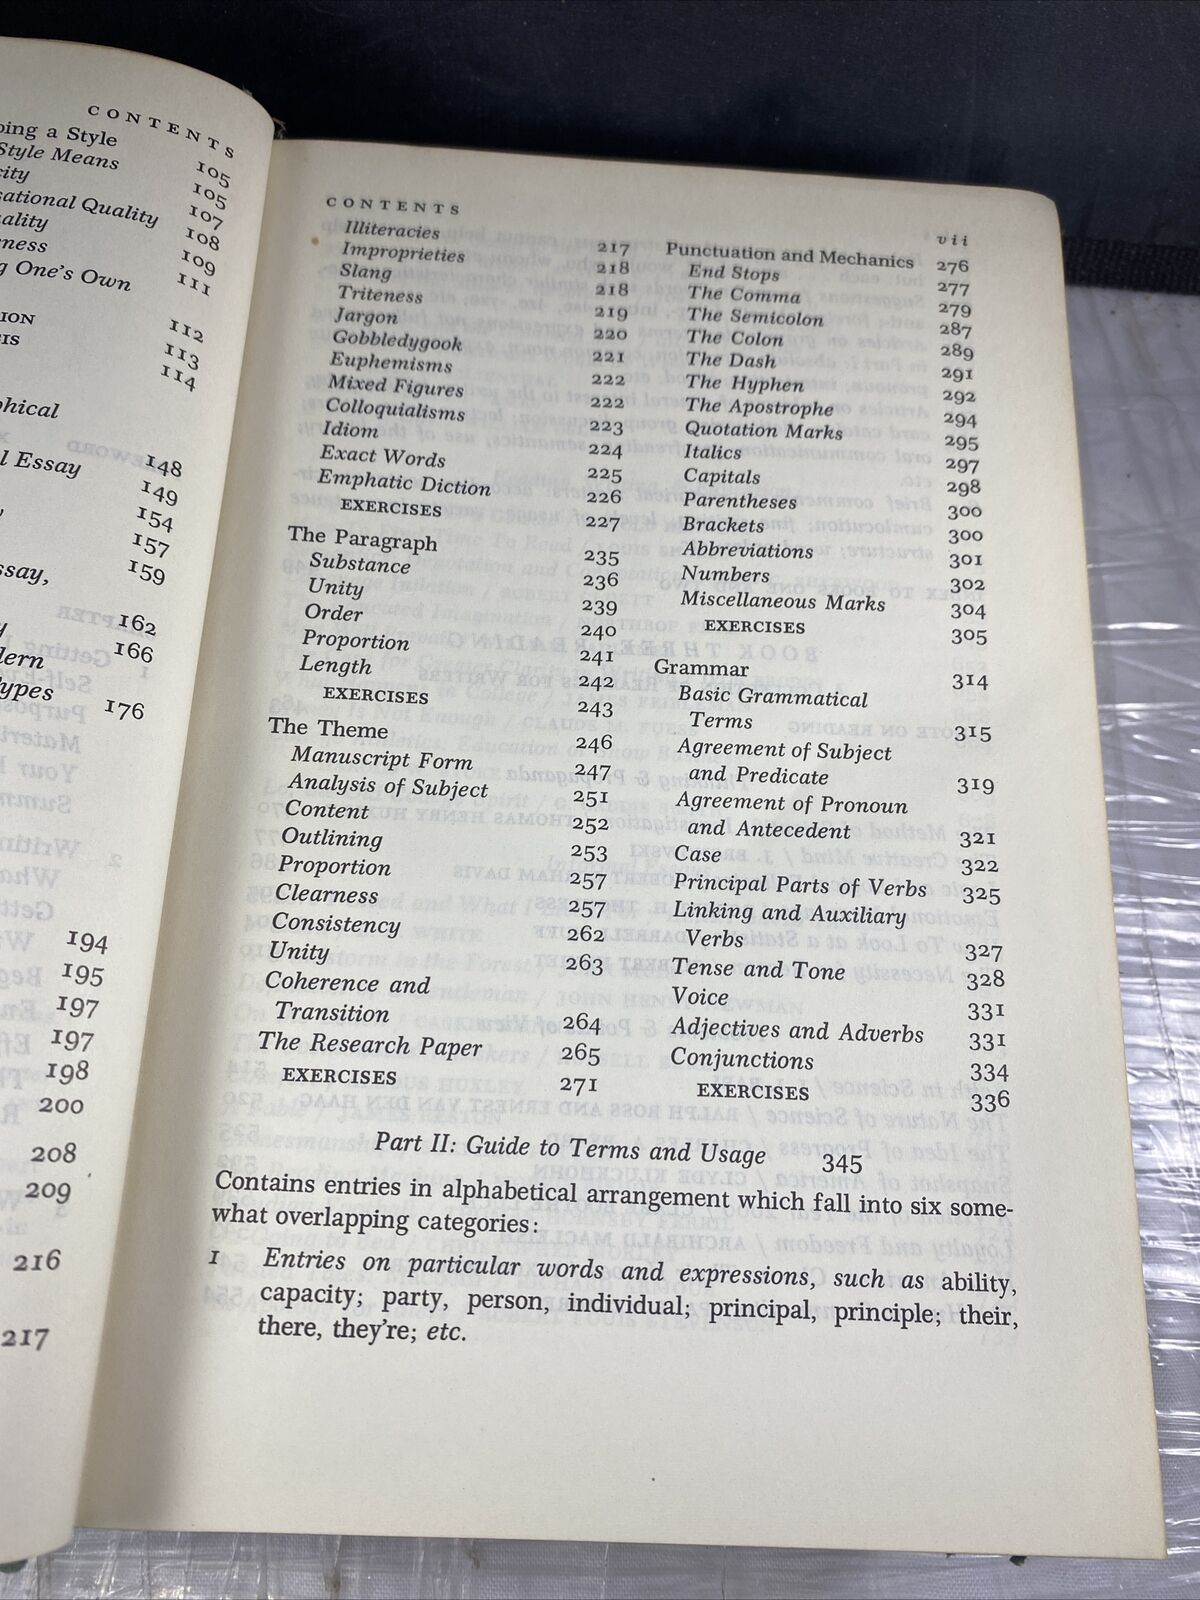 CONTENTS
a Style 105
Style Means 105
107
Quality 108
109
111
One's Own 112
113
114
Essay 148
149
154
157
159
162
166
176
194
195
197
197
198
200
208
209
216
217
CONTENTS
vii
Illiteracies 217
Improprieties 218
Slang 218
Triteness 219
Jargon 220
Gobbledygook 221
Euphemisms 222
Mixed Figures 222
Colloquialisms 223
Idiom 224
Exact Words 225
Emphatic Diction 226
EXERCISES 227
The Paragraph 235
Substance 236
Unity 239
Order 240
Proportion 241
Length 242
EXERCISES 243
The Theme 246
Manuscript Form 247
Analysis of Subject 251
Content 252
Outlining 253
Proportion 257
Clearness 257
Consistency 262
Unity 263
Coherence and
Transition 264
The Research Paper 265
EXERCISES 271
Punctuation and Mechanics 276
End Stops 277
The Comma 279
The Semicolon 287
The Colon 289
The Dash 291
The Hyphen 292
The Apostrophe 294
Quotation Marks 295
Italics 297
Capitals 298
Parentheses 300
Brackets 300
Abbreviations 301
Numbers 302
Miscellaneous Marks 304
EXERCISES 305
Grammar 314
Basic Grammatical
Terms 315
Agreement of Subject
and Predicate 319
Agreement of Pronoun
and Antecedent 321
Case 322
Principal Parts of Verbs 325
Linking and Auxiliary
Verbs 327
Tense and Tone 328
Voice 331
Adjectives and Adverbs 331
Conjunctions 334
EXERCISES 336
Part II: Guide to Terms and Usage 345
Contains entries in alphabetical arrangement which fall into six some-
what overlapping categories:
1 Entries on particular words and expressions, such as ability,
capacity; party, person, individual; principal, principle; their,
there, they're; etc.